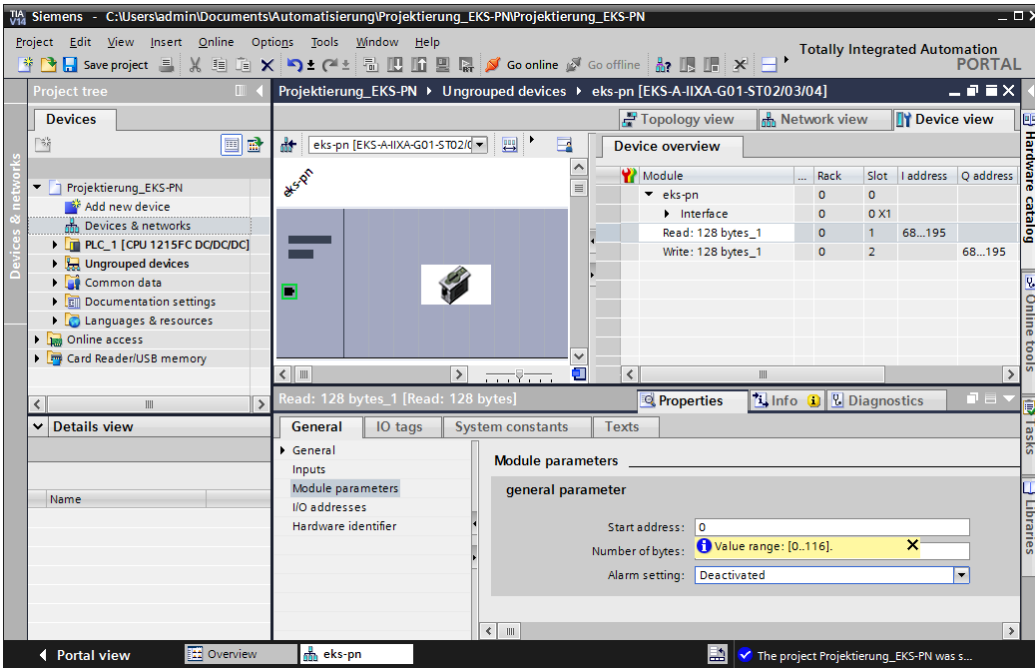 TIA V14 Siemens - C:\Users\admin\Documents\Automatisierung\Projektierung_EKS-PN\Projektierung_EKS-PN
Project Edit View Insert Online Options Tools Window Help
Save project Go online Go offline
Totally Integrated Automation
PORTAL
Project tree
Projektierung_EKS-PN Ungrouped devices eks-pn [EKS-A-IIXA-G01-ST02/03/04]
Devices
Topology view Network view Device view
eks-pn [EKS-A-IIXA-G01-ST02/0
Device overview
Module ... Rack Slot I address Q address
eks-pn 0 0
Interface 0 0 X1
Read: 128 bytes_1 0 1 68...195
Write: 128 bytes_1 0 2 68...195
eks-pn
Projektierung_EKS-PN
Add new device
Devices & networks
PLC_1 [CPU 1215FC DC/DC/DC]
Ungrouped devices
Common data
Documentation settings
Languages & resources
Online access
Card Reader/USB memory
Devices & networks
Hardware catalog
Online tools
Tasks
Libraries
Details view
Name
Read: 128 bytes_1 [Read: 128 bytes]
Properties Info Diagnostics
General IO tags System constants Texts
General
Inputs
Module parameters
I/O addresses
Hardware identifier
Module parameters
general parameter
Start address: 0
Number of bytes: Value range: [0..116].
Alarm setting: Deactivated
Portal view Overview eks-pn The project Projektierung_EKS-PN was s...